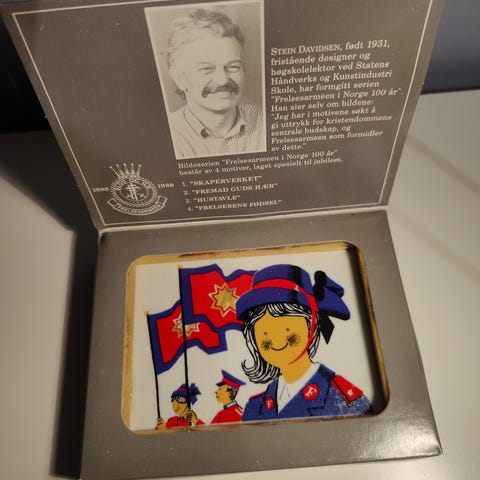 STEIN DAVIDSEN, født 1931,
fristående designer og
høgskolelektor ved Statens
Håndverks og Kunstindustri
Skole, har formgitt serien
"Frelsesarmeen i Norge 100 år".
Han sier selv om bildene:
"Jeg har i motivene søkt å
gi uttrykk for kristendommens
sentrale budskap, og
Frelsesarmeen som formidler
av dette."
Bildeserien "Frelsesarmeen i Norge 100 år"
består av 4 motiver, laget spesielt til jubileet.
1. "SKAPERVERKET"
2. "FREMAD GUDS HÆR"
3. "HUSTAVLE"
4. "FRELSERENS FØDSEL"
1888 1988
FRELSESARMEEN
F F